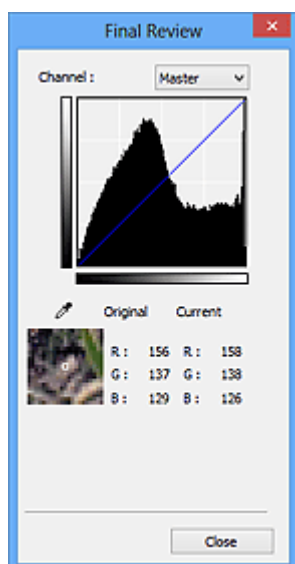 Final Review
Channel : Master
Original Current
R : 156 R : 158
G : 137 G : 138
B : 129 B : 126
Close